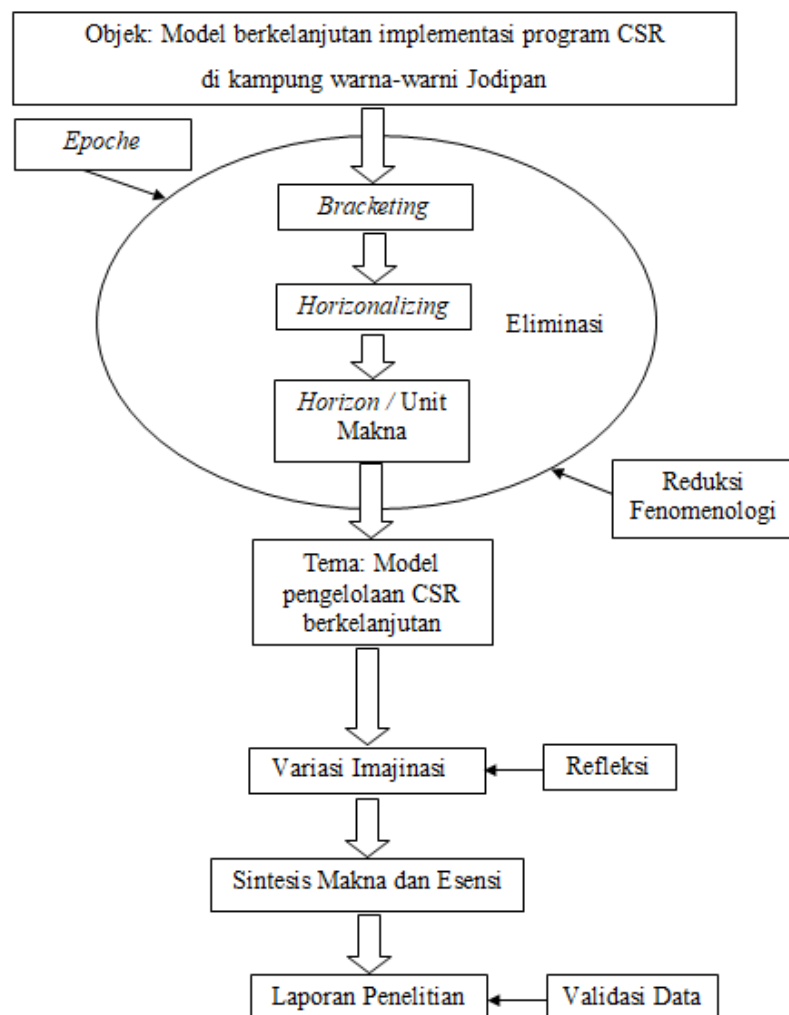 Objek: Model berkelanjutan implementasi program CSR
di kampung warna-warni Jodipan
Epoche
Bracketing
Horizonalizing
Eliminasi
Horizon / Unit
Makna
Reduksi
Fenomenologi
Tema: Model
pengelolaan CSR
berkelanjutan
Variasi Imajinasi
Refleksi
Sintesis Makna dan Esensi
Laporan Penelitian
Validasi Data